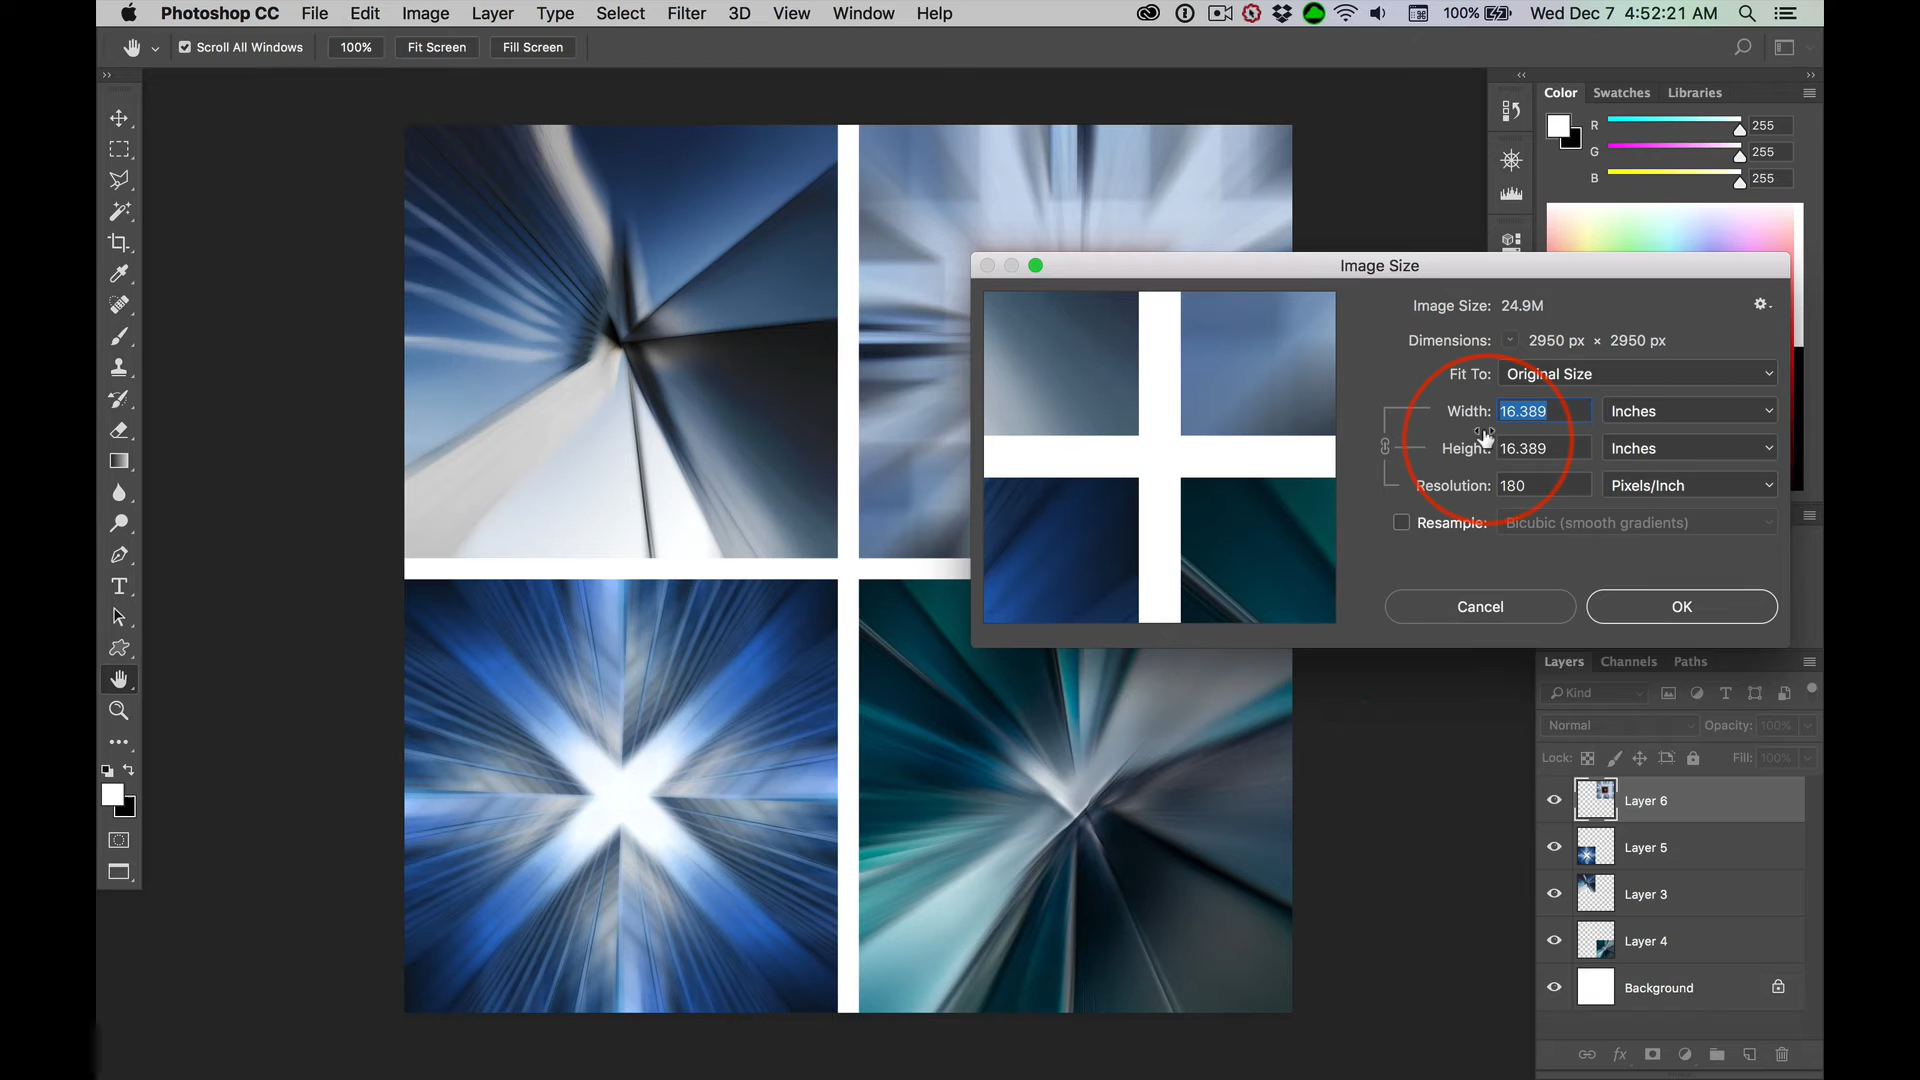 Photoshop CC File Edit Image Layer Type Select Filter 3D View Window Help 100% Wed Dec 7 4:52:21 AM
Scroll All Windows 100% Fit Screen Fill Screen
Color Swatches Libraries
R 255
G 255
B 255
Image Size
Image Size: 24.9M
Dimensions: 2950 px × 2950 px
Fit To: Original Size
Width: 16.389 Inches
Height: 16.389 Inches
Resolution: 180 Pixels/Inch
Resample: Bicubic (smooth gradients)
Cancel OK
Layers Channels Paths
Kind
Normal Opacity: 100%
Lock: Fill: 100%
Layer 6
Layer 5
Layer 3
Layer 4
Background
fx